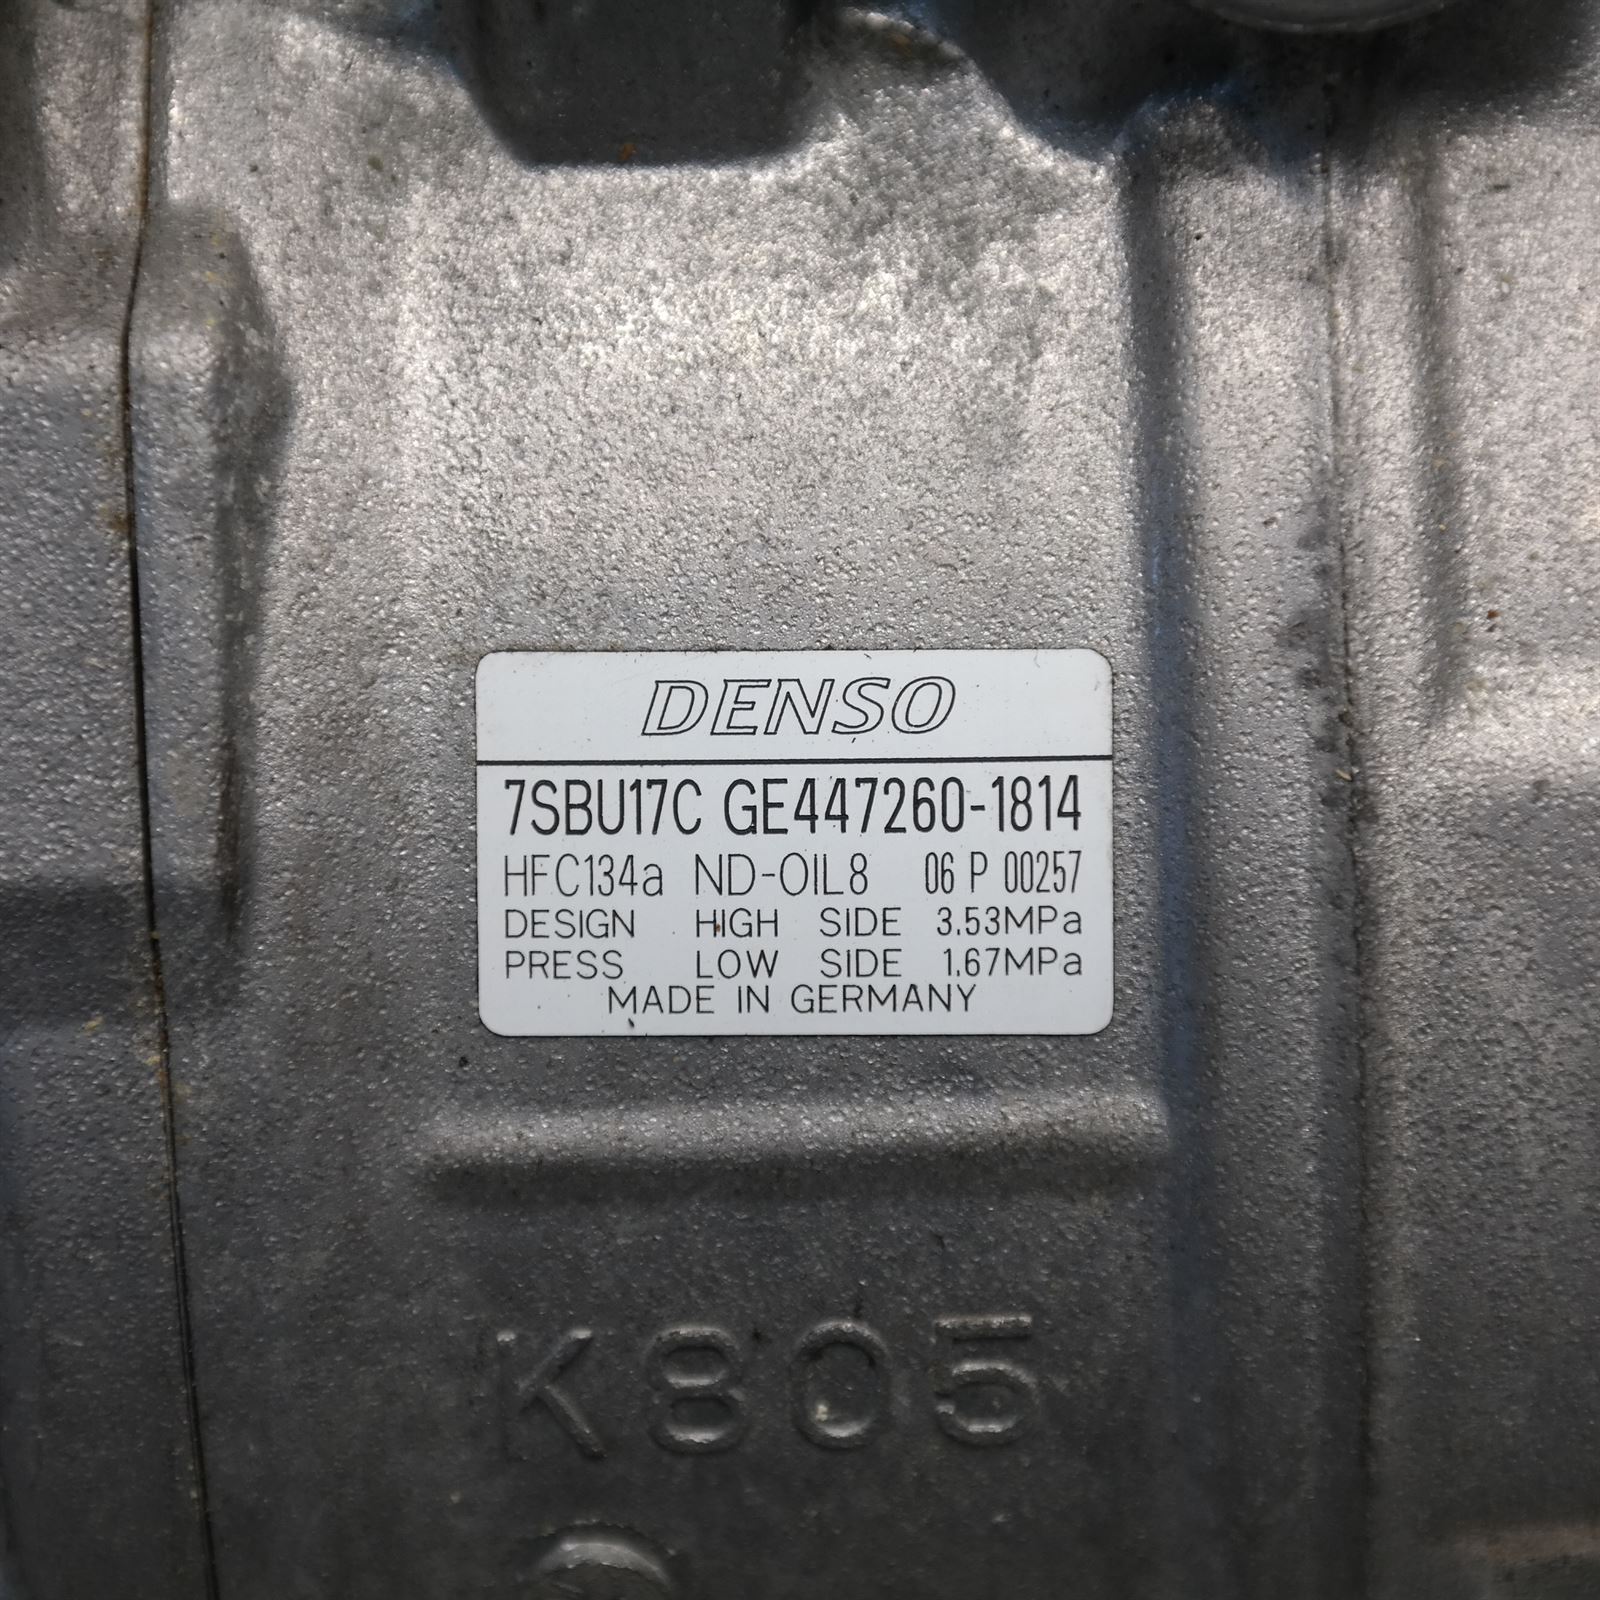 DENSO
7SBU17C GE447260-1814
HFC134a ND-OIL8 06 P 00257
DESIGN HIGH SIDE 3.53MPa
PRESS LOW SIDE 1.67MPa
MADE IN GERMANY
K805